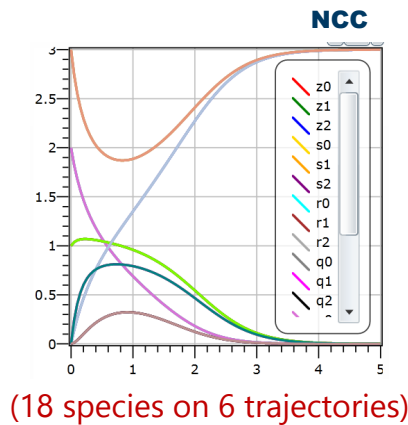 NCC
3
2.5
2
1.5
1
0.5
0
0 1 2 3 4 5
z0
z1
z2
s0
s1
s2
r0
r1
r2
q0
q1
q2
(18 species on 6 trajectories)